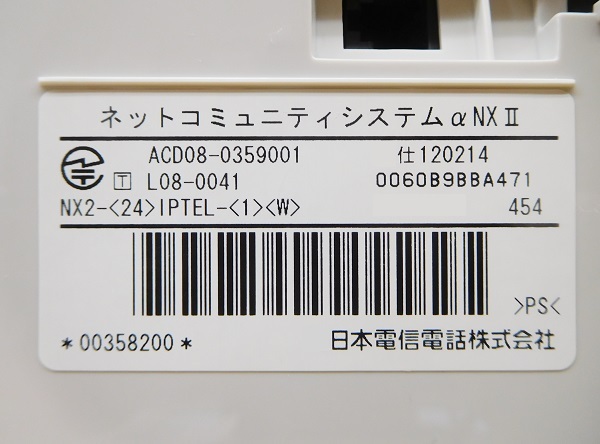 ネットコミュニティシステムαNXⅡ
ACD08-0359001 仕120214
T L08-0041 0060B9BBA471
NX2-<24>IPTEL-<1><W> 454
>PS<
*00358200* 日本電信電話株式会社